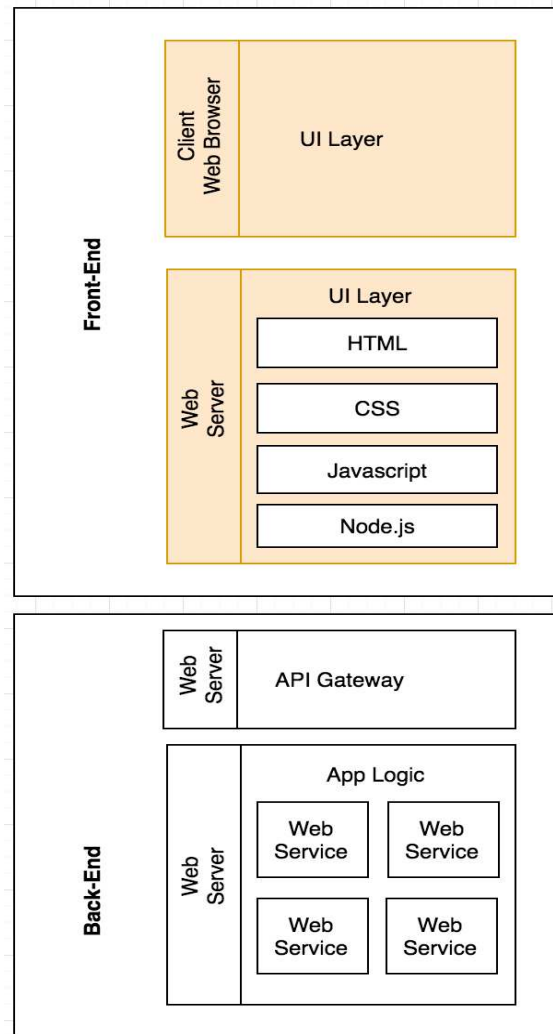 Front-End
Client
Web Browser
UI Layer
Web
Server
UI Layer
HTML
CSS
Javascript
Node.js
Back-End
Web
Server
API Gateway
Web
Server
App Logic
Web
Service
Web
Service
Web
Service
Web
Service